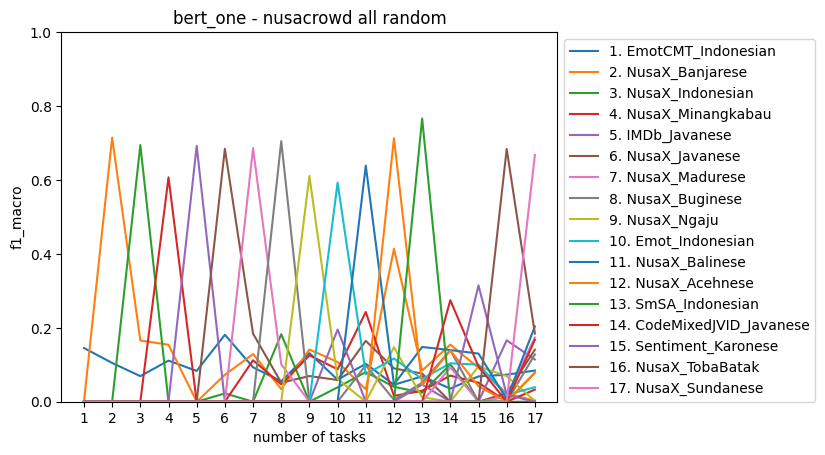 bert_one - nusacrowd all random
f1_macro
1.0
0.8
0.6
0.4
0.2
0.0
1 2 3 4 5 6 7 8 9 10 11 12 13 14 15 16 17
number of tasks
1. EmotCMT_Indonesian
2. NusaX_Banjarese
3. NusaX_Indonesian
4. NusaX_Minangkabau
5. IMDb_Javanese
6. NusaX_Javanese
7. NusaX_Madurese
8. NusaX_Buginese
9. NusaX_Ngaju
10. Emot_Indonesian
11. NusaX_Balinese
12. NusaX_Acehnese
13. SmSA_Indonesian
14. CodeMixedJVID_Javanese
15. Sentiment_Karonese
16. NusaX_TobaBatak
17. NusaX_Sundanese